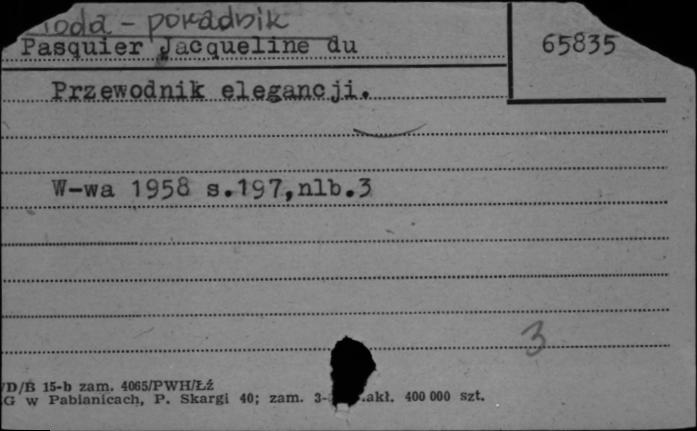 moda - poradnik
Pasquier Jacqueline du
65835
Przewodnik elegancji.
W-wa 1958 s.197,nlb.3
3
/D/B 15-b zam. 4065/PWH/Łź
G w Pabianicach, P. Skargi 40; zam. 3- akł. 400 000 szt.